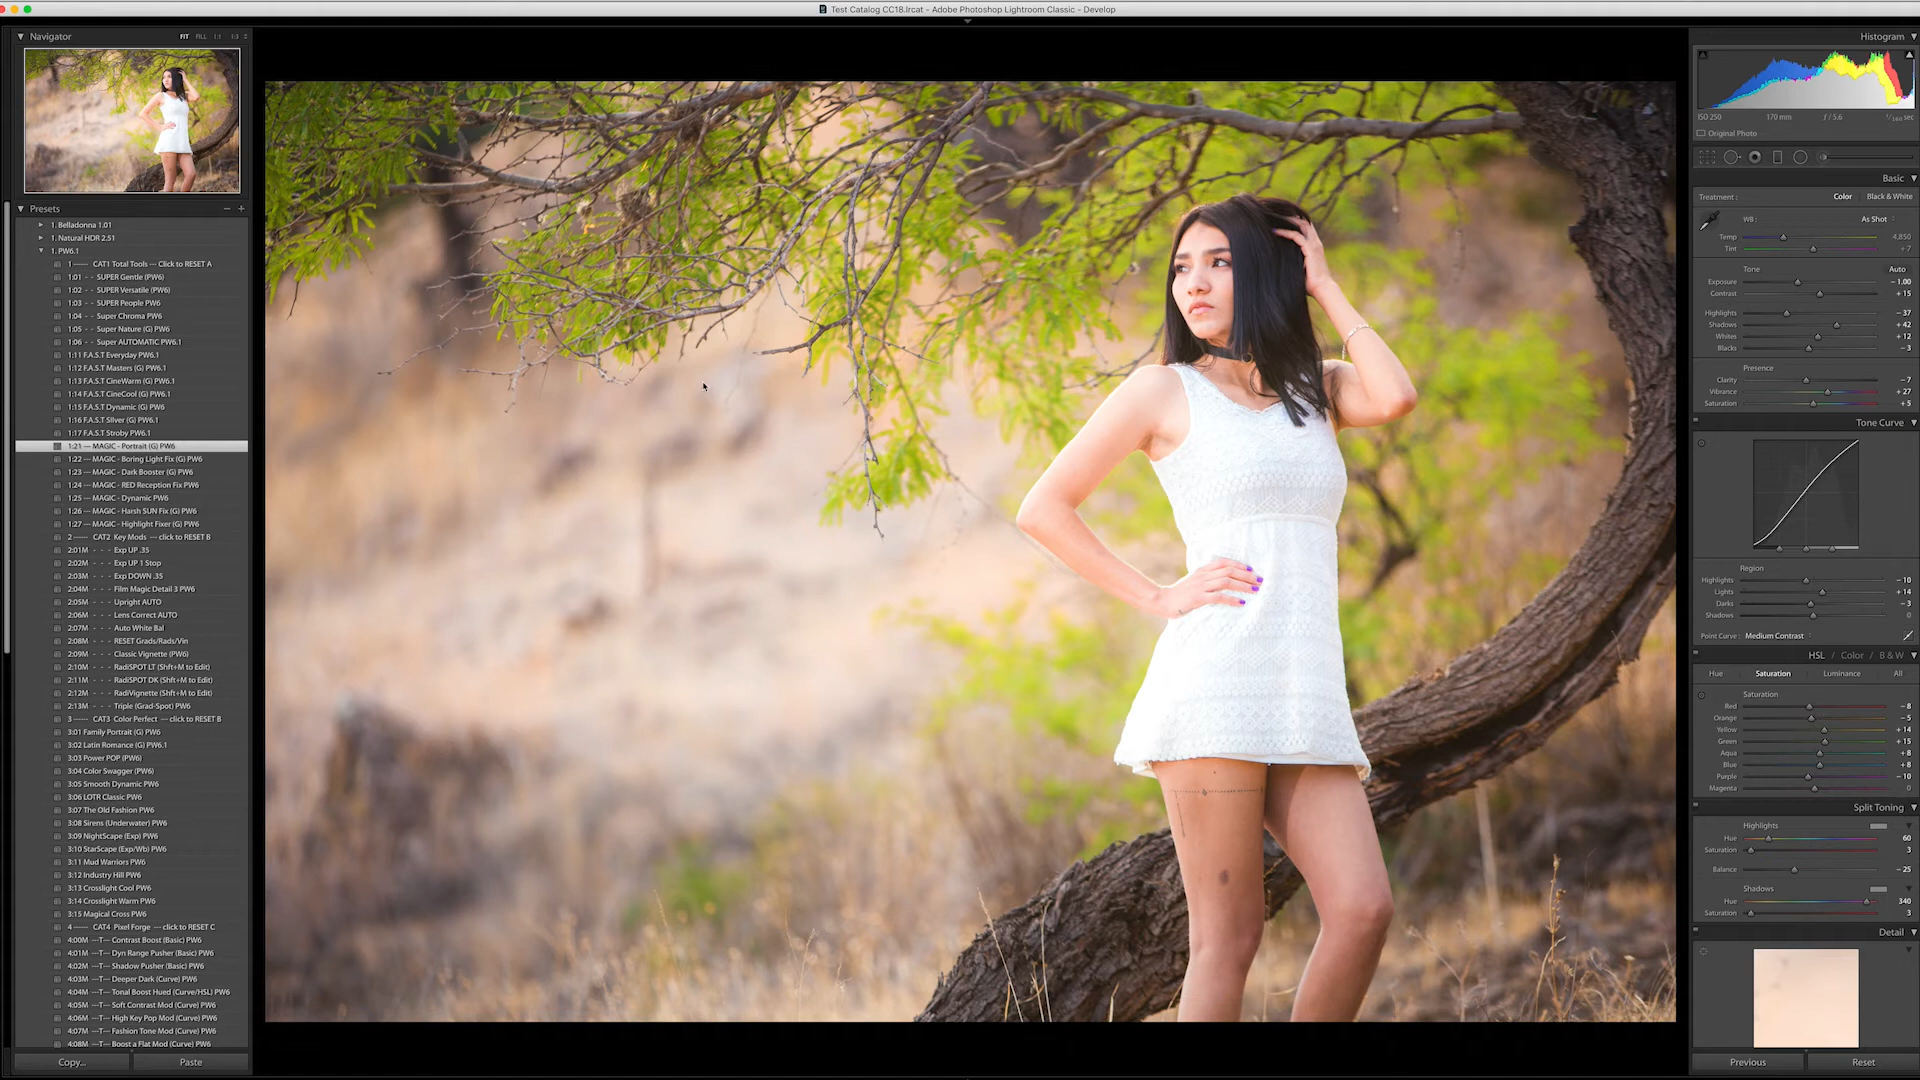 Test Catalog CC18.lrcat - Adobe Photoshop Lightroom Classic - Develop
Navigator FIT FILL 1:1 1:3
Presets
1. Belladonna 1.01
1. Natural HDR 2.51
1. PW6.1
1 ----- CAT1 Total Tools --- Click to RESET A
1:01 - - SUPER Gentle (PW6)
1:02 - - SUPER Versatile (PW6)
1:03 - - SUPER People PW6
1:04 - - Super Chroma PW6
1:05 - - Super Nature (G) PW6
1:06 - - Super AUTOMATIC PW6.1
1:11 F.A.S.T Everyday PW6.1
1:12 F.A.S.T Masters (G) PW6.1
1:13 F.A.S.T CineWarm (G) PW6.1
1:14 F.A.S.T CineCool (G) PW6.1
1:15 F.A.S.T Dynamic (G) PW6
1:16 F.A.S.T SIlver (G) PW6.1
1:17 F.A.S.T Stroby PW6.1
1:21 --- MAGIC - Portrait (G) PW6
1:22 --- MAGIC - Boring Light Fix (G) PW6
1:23 --- MAGIC - Dark Booster (G) PW6
1:24 --- MAGIC - RED Reception Fix PW6
1:25 --- MAGIC - Dynamic PW6
1:26 --- MAGIC - Harsh SUN Fix (G) PW6
1:27 --- MAGIC - Highlight Fixer (G) PW6
2 ----- CAT2 Key Mods --- click to RESET B
2:01M - - - Exp UP .35
2:02M - - - Exp UP 1 Stop
2:03M - - - Exp DOWN .35
2:04M - - - Film Magic Detail 3 PW6
2:05M - - - Upright AUTO
2:06M - - - Lens Correct AUTO
2:07M - - - Auto White Bal
2:08M - - - RESET Grads/Rads/Vin
2:09M - - - Classic Vignette (PW6)
2:10M - - - RadiSPOT LT (Shft+M to Edit)
2:11M - - - RadiSPOT DK (Shft+M to Edit)
2:12M - - - RadiVignette (Shft+M to Edit)
2:13M - - - Triple (Grad-Spot) PW6
3 ----- CAT3 Color Perfect --- click to RESET B
3:01 Family Portrait (G) PW6
3:02 Latin Romance (G) PW6.1
3:03 Power POP (PW6)
3:04 Color Swagger (PW6)
3:05 Smooth Dynamic PW6
3:06 LOTR Classic PW6
3:07 The Old Fashion PW6
3:08 Sirens (Underwater) PW6
3:09 NightScape (Exp) PW6
3:10 StarScape (Exp/Wb) PW6
3:11 Mud Warriors PW6
3:12 Industry Hill PW6
3:13 Crosslight Cool PW6
3:14 Crosslight Warm PW6
3:15 Magical Cross PW6
4 ----- CAT4 Pixel Forge --- click to RESET C
4:00M ---T--- Contrast Boost (Basic) PW6
4:01M ---T--- Dyn Range Pusher (Basic) PW6
4:02M ---T--- Shadow Pusher (Basic) PW6
4:03M ---T--- Deeper Dark (Curve) PW6
4:04M ---T--- Tonal Boost Hued (Curve/HSL) PW6
4:05M ---T--- Soft Contrast Mod (Curve) PW6
4:06M ---T--- High Key Pop Mod (Curve) PW6
4:07M ---T--- Fashion Tone Mod (Curve) PW6
4:08M ---T--- Boost a Flat Mod (Curve) PW6
Copy... Paste
Histogram
ISO 250 170 mm f / 5.6 1/160 sec
Original Photo
Basic
Treatment : Color Black & White
WB : As Shot
Temp 4,850
Tint + 7
Tone Auto
Exposure - 1.00
Contrast + 15
Highlights - 37
Shadows + 42
Whites + 12
Blacks - 3
Presence
Clarity - 7
Vibrance + 27
Saturation + 5
Tone Curve
Region
Highlights - 10
Lights + 14
Darks - 3
Shadows 0
Point Curve : Medium Contrast
HSL / Color / B & W
Hue Saturation Luminance All
Saturation
Red - 8
Orange - 5
Yellow + 14
Green + 15
Aqua + 8
Blue + 8
Purple - 10
Magenta 0
Split Toning
Highlights
Hue 60
Saturation 3
Balance - 25
Shadows
Hue 340
Saturation 3
Detail
Previous Reset